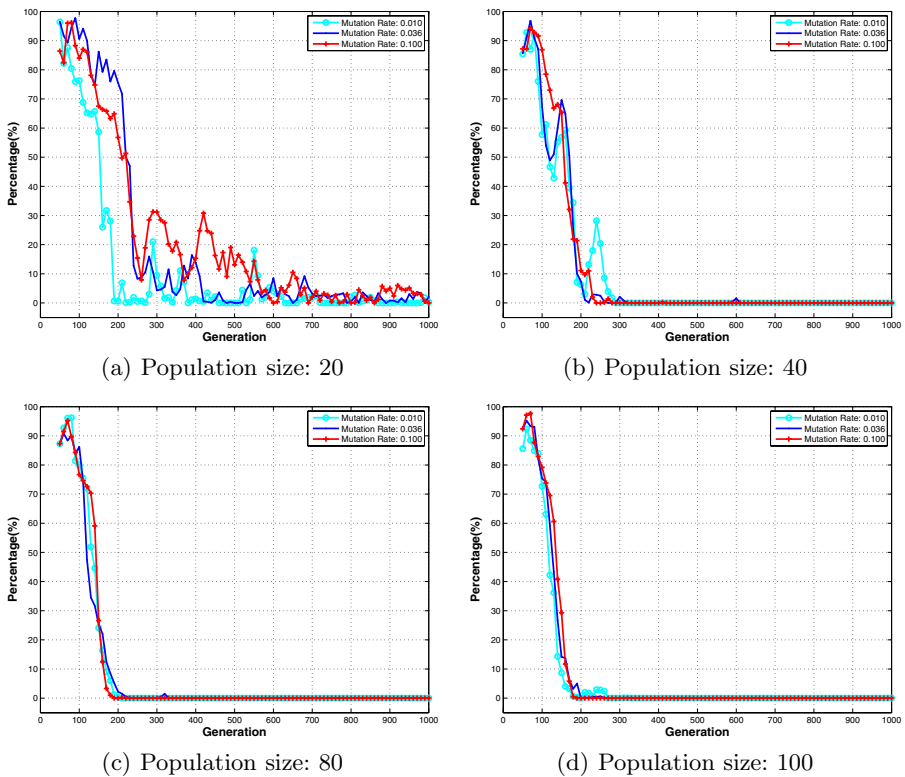 100
90
80
70
60
50
40
30
20
10
0
Percentage(%)
Mutation Rate: 0.010
Mutation Rate: 0.036
Mutation Rate: 0.100
0 100 200 300 400 500 600 700 800 900 1000
Generation
(a) Population size: 20
100
90
80
70
60
50
40
30
20
10
0
Percentage(%)
Mutation Rate: 0.010
Mutation Rate: 0.036
Mutation Rate: 0.100
0 100 200 300 400 500 600 700 800 900 1000
Generation
(b) Population size: 40
100
90
80
70
60
50
40
30
20
10
0
Percentage(%)
Mutation Rate: 0.010
Mutation Rate: 0.036
Mutation Rate: 0.100
0 100 200 300 400 500 600 700 800 900 1000
Generation
(c) Population size: 80
100
90
80
70
60
50
40
30
20
10
0
Percentage(%)
Mutation Rate: 0.010
Mutation Rate: 0.036
Mutation Rate: 0.100
0 100 200 300 400 500 600 700 800 900 1000
Generation
(d) Population size: 100